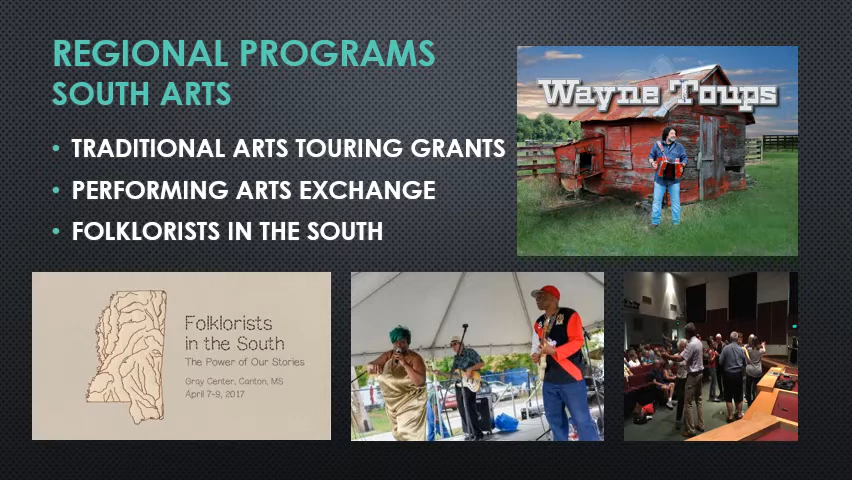 REGIONAL PROGRAMS
SOUTH ARTS
• TRADITIONAL ARTS TOURING GRANTS
• PERFORMING ARTS EXCHANGE
• FOLKLORISTS IN THE SOUTH
Wayne Toups
Folklorists
in the South
The Power of Our Stories
Gray Center, Canton, MS
April 7-9, 2017